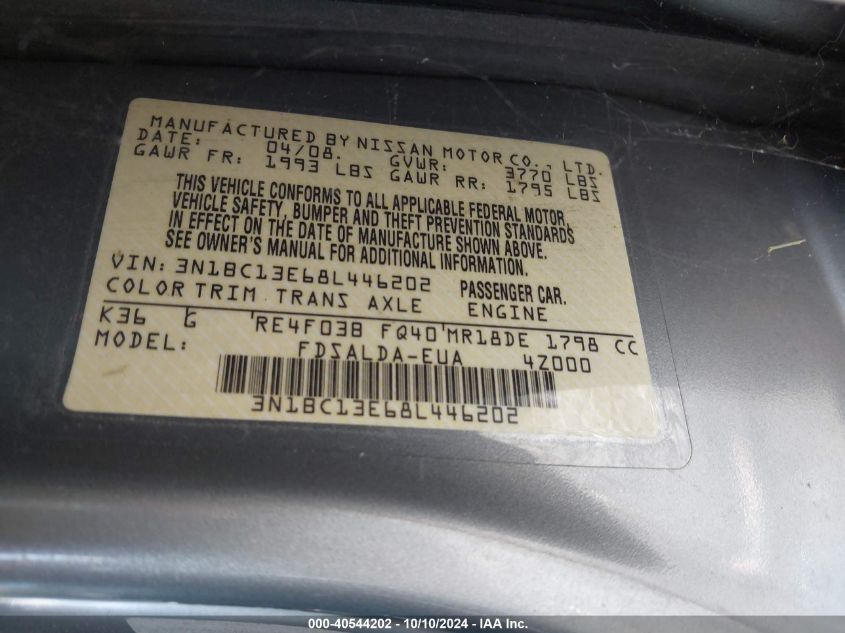 MANUFACTURED BY NISSAN MOTOR CO., LTD.
DATE: 04/08. GVWR: 3770 LBS
GAWR FR: 1993 LBS GAWR RR: 1795 LBS
THIS VEHICLE CONFORMS TO ALL APPLICABLE FEDERAL MOTOR
VEHICLE SAFETY, BUMPER AND THEFT PREVENTION STANDARDS
IN EFFECT ON THE DATE OF MANUFACTURE SHOWN ABOVE.
SEE OWNER'S MANUAL FOR ADDITIONAL INFORMATION.
VIN: 3N1BC13E68L446202 PASSENGER CAR.
COLOR TRIM TRANS AXLE ENGINE
K36 G RE4F03B FQ40 MR18DE 1798 CC
MODEL: FDSALDA-EUA 4Z000
3N1BC13E68L446202
000-40544202 - 10/10/2024 - Copyright © IAA, Inc.